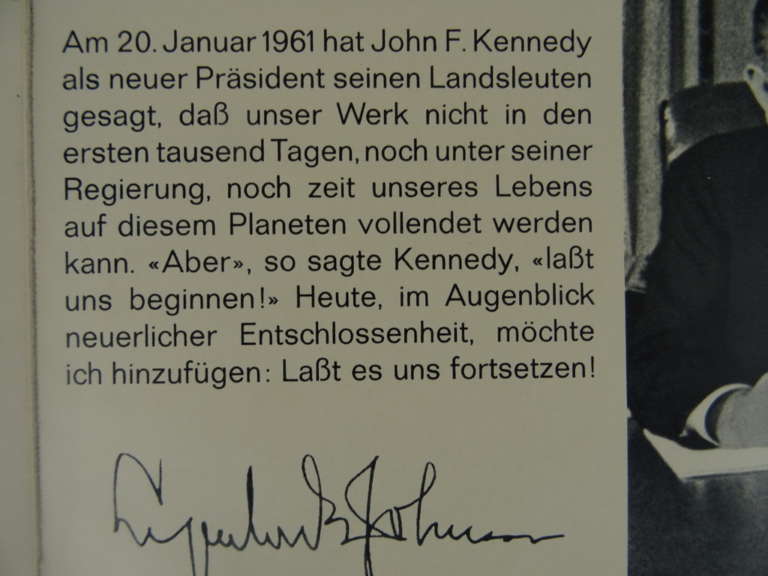 Am 20. Januar 1961 hat John F. Kennedy
als neuer Präsident seinen Landsleuten
gesagt, daß unser Werk nicht in den
ersten tausend Tagen, noch unter seiner
Regierung, noch zeit unseres Lebens
auf diesem Planeten vollendet werden
kann. «Aber», so sagte Kennedy, «laßt
uns beginnen!» Heute, im Augenblick
neuerlicher Entschlossenheit, möchte
ich hinzufügen: Laßt es uns fortsetzen!
Lyndon B. Johnson